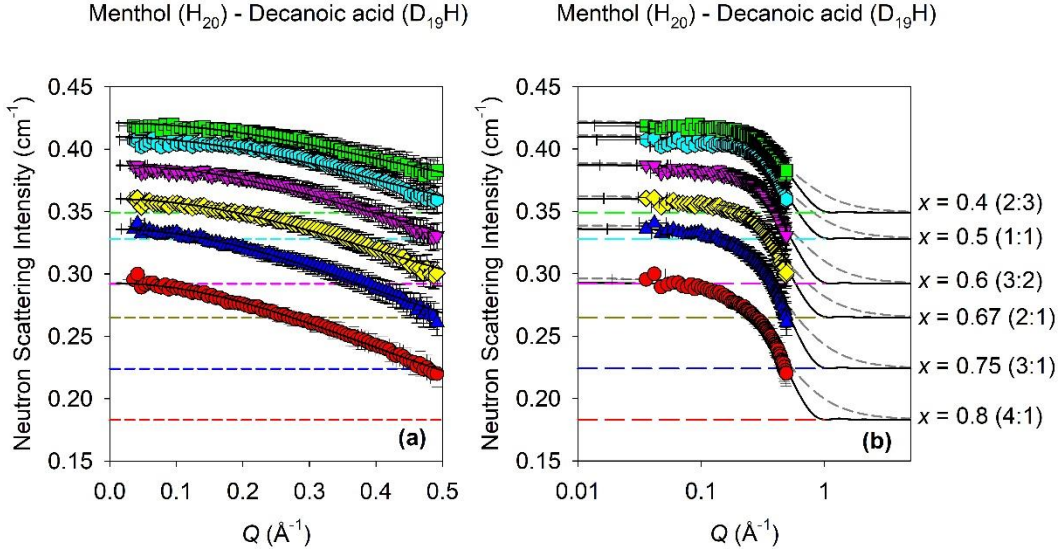 Menthol (H20) - Decanoic acid (D19H)
Neutron Scattering Intensity (cm-1)
0.45
0.40
0.35
0.30
0.25
0.20
0.15
(a)
0.0 0.1 0.2 0.3 0.4 0.5
Q (Å-1)
Menthol (H20) - Decanoic acid (D19H)
Neutron Scattering Intensity (cm-1)
0.45
0.40
0.35
0.30
0.25
0.20
0.15
x = 0.4 (2:3)
x = 0.5 (1:1)
x = 0.6 (3:2)
x = 0.67 (2:1)
x = 0.75 (3:1)
x = 0.8 (4:1)
(b)
0.01 0.1 1
Q (Å-1)